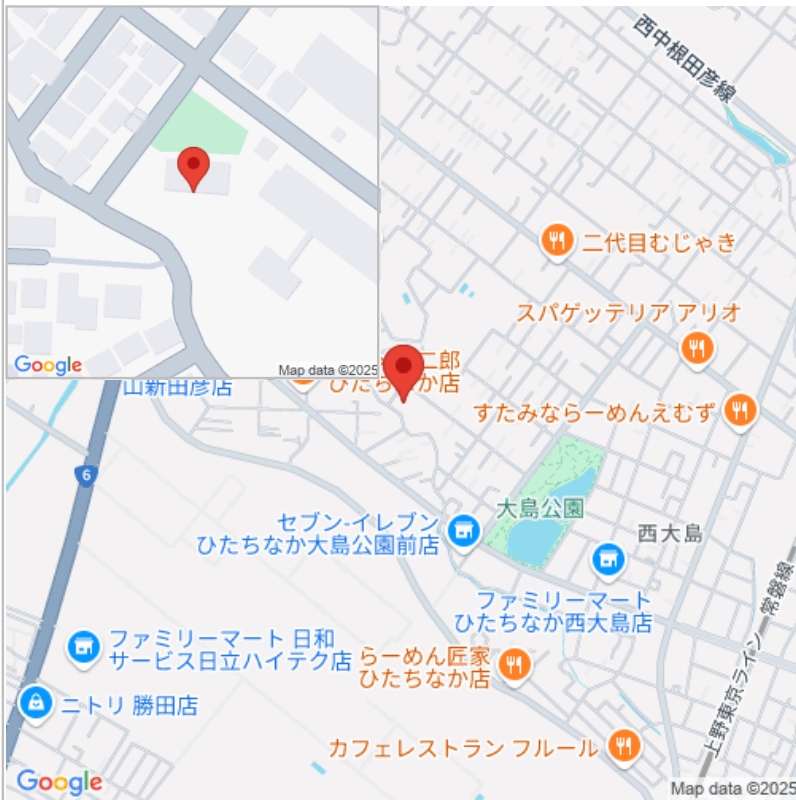 西中根田彦線
二代目むじゃき
スパゲッテリア アリオ
Google
Map data ©2025
二郎
ひたちなか店
山新田彦店
すたみならーめんえむず
6
大島公園
セブン-イレブン
ひたちなか大島公園前店
西大島
ファミリーマート
ひたちなか西大島店
ファミリーマート 日和
サービス日立ハイテク店
らーめん匠家
ひたちなか店
ニトリ 勝田店
カフェレストラン フルール
上野東京ライン 常磐線
Google
Map data ©2025